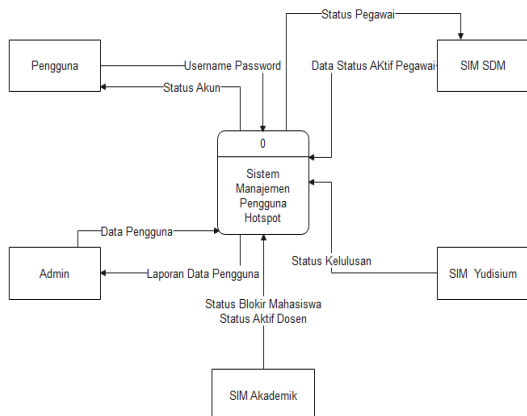 Status Pegawai
Pengguna
Username Password
Data Status AKtif Pegawai
SIM SDM
Status Akun
0
Sistem
Manajemen
Pengguna
Hotspot
Data Pengguna
Admin
Laporan Data Pengguna
Status Kelulusan
SIM Yudisium
Status Blokir Mahasiswa
Status Aktif Dosen
SIM Akademik